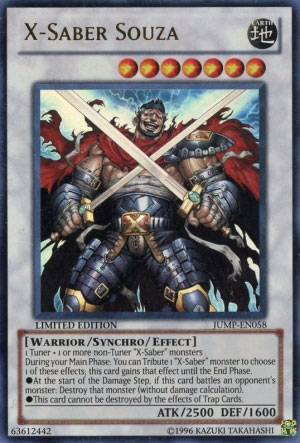 X-Saber Souza
EARTH
地
LIMITED EDITION
JUMP-EN058
[Warrior/Synchro/Effect]
1 Tuner + 1 or more non-Tuner "X-Saber" monsters
During your Main Phase: You can Tribute 1 "X-Saber" monster to choose
1 of these effects; this card gains that effect until the End Phase.
●At the start of the Damage Step, if this card battles an opponent's
monster: Destroy that monster (without damage calculation).
●This card cannot be destroyed by the effects of Trap Cards.
ATK/2500 DEF/1600
63612442
©1996 KAZUKI TAKAHASHI